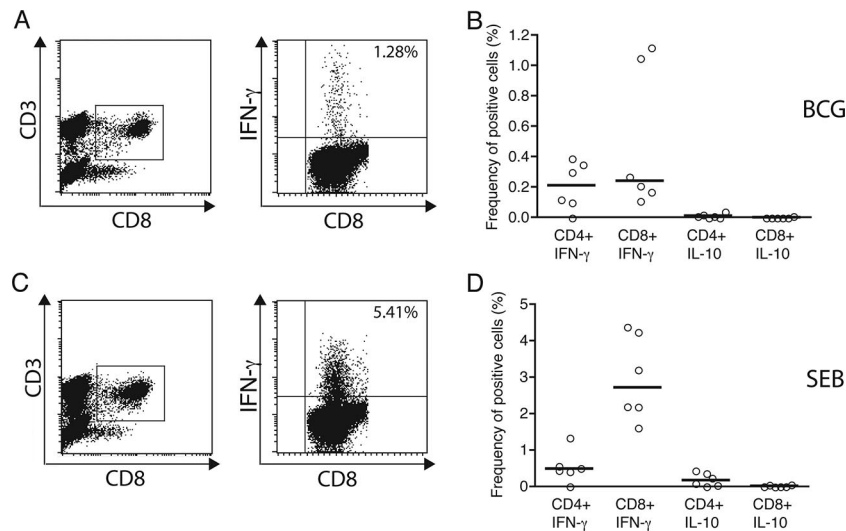 A
CD3
CD8
1.28%
IFN-γ
CD8
B
Frequency of positive cells (%)
1.2
1.0
0.8
0.6
0.4
0.2
0.0
CD4+ CD8+ CD4+ CD8+
IFN-γ IFN-γ IL-10 IL-10
BCG
C
CD3
CD8
5.41%
IFN-γ
CD8
D
Frequency of positive cells (%)
5
4
3
2
1
0
CD4+ CD8+ CD4+ CD8+
IFN-γ IFN-γ IL-10 IL-10
SEB